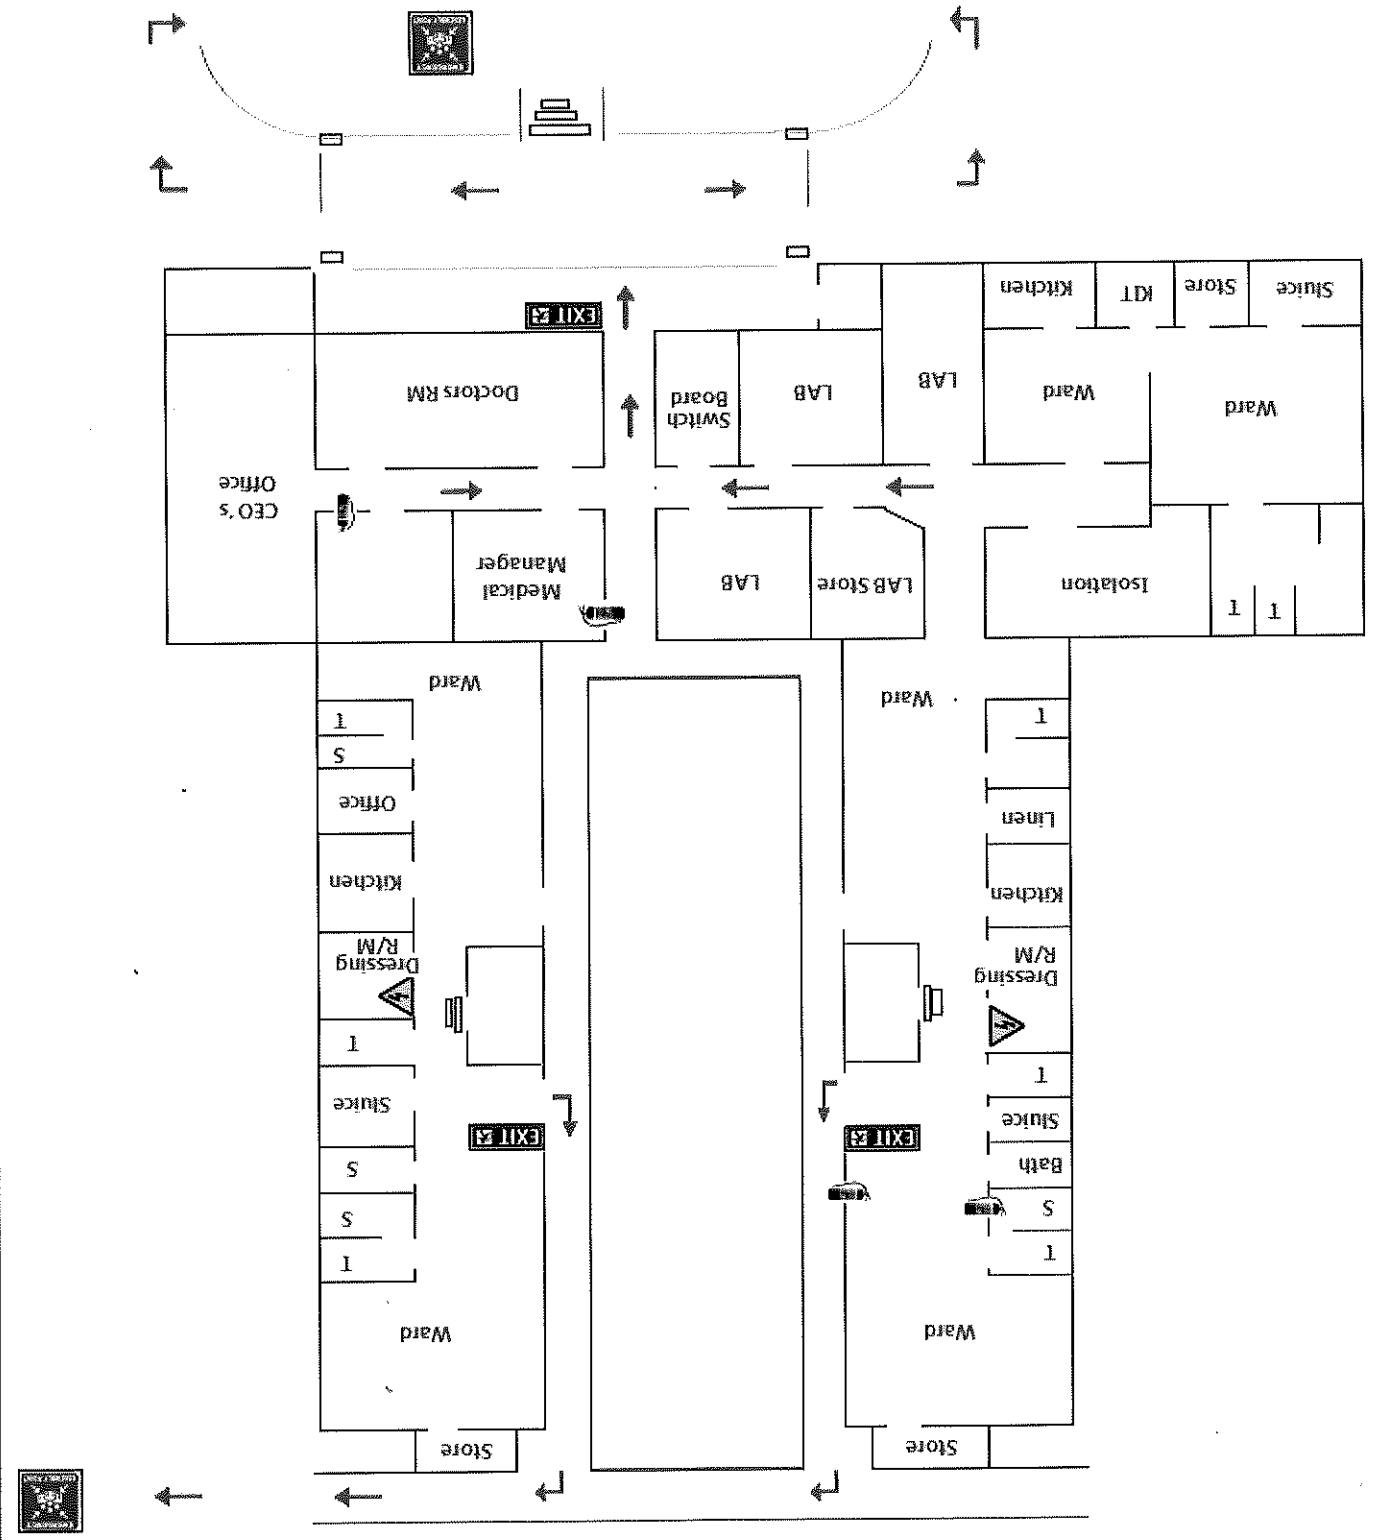 Store
Store
Ward
Ward
T
T
S
S
Bath
S
EXIT
EXIT
Sluice
Sluice
T
T
Dressing
R/M
Dressing
R/M
Kitchen
Kitchen
Linen
Office
S
T
T
Ward
Ward
T
T
Isolation
LAB Store
LAB
Medical
Manager
CEO's
Office
Ward
Ward
LAB
LAB
Switch
Board
Doctors RM
EXIT
Sluice
Store
KIT
Kitchen